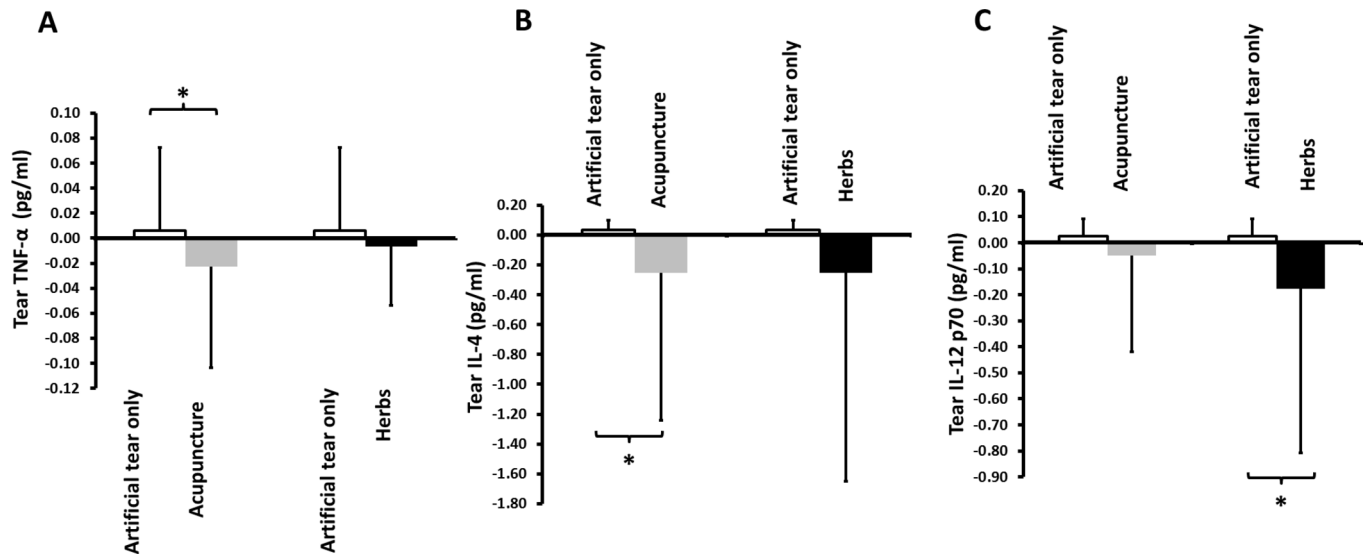 A
*
Tear TNF-α (pg/ml)
0.10
0.08
0.06
0.04
0.02
0.00
-0.02
-0.04
-0.06
-0.08
-0.10
-0.12
Artificial tear only
Acupuncture
Artificial tear only
Herbs
B
Artificial tear only
Acupuncture
Artificial tear only
Herbs
Tear IL-4 (pg/ml)
0.20
0.00
-0.20
-0.40
-0.60
-0.80
-1.00
-1.20
-1.40
-1.60
-1.80
*
C
Artificial tear only
Acupuncture
Artificial tear only
Herbs
Tear IL-12 p70 (pg/ml)
0.20
0.10
0.00
-0.10
-0.20
-0.30
-0.40
-0.50
-0.60
-0.70
-0.80
-0.90
*